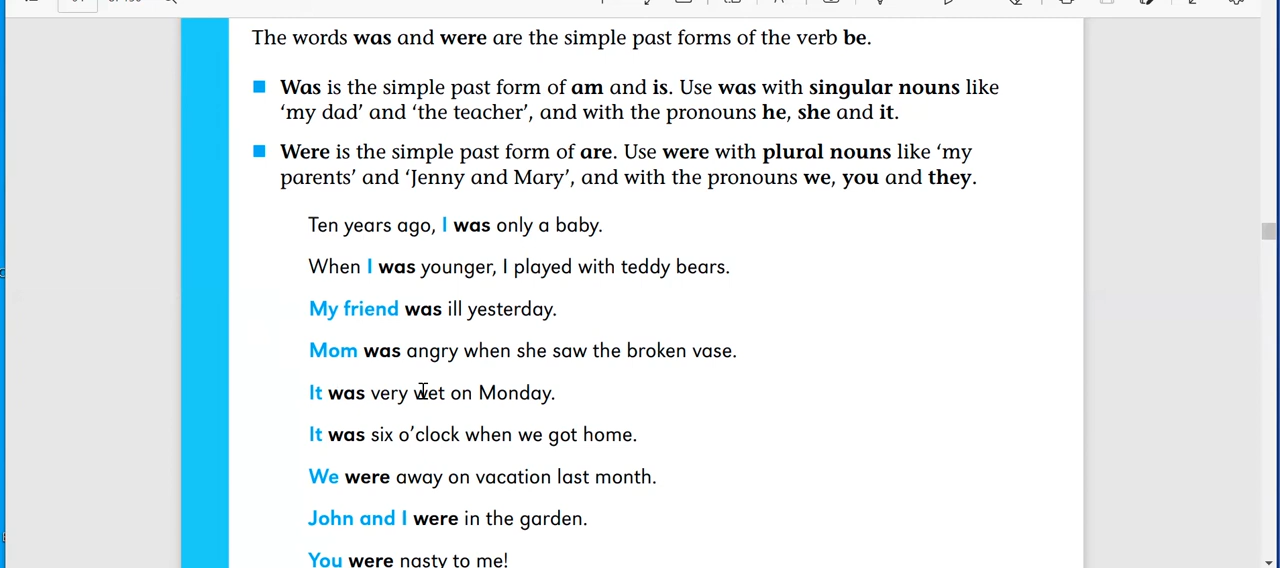 The words was and were are the simple past forms of the verb be.
Was is the simple past form of am and is. Use was with singular nouns like
‘my dad’ and ‘the teacher’, and with the pronouns he, she and it.
Were is the simple past form of are. Use were with plural nouns like ‘my
parents’ and ‘Jenny and Mary’, and with the pronouns we, you and they.
Ten years ago, I was only a baby.
When I was younger, I played with teddy bears.
My friend was ill yesterday.
Mom was angry when she saw the broken vase.
It was very wet on Monday.
It was six o’clock when we got home.
We were away on vacation last month.
John and I were in the garden.
You were nasty to me!